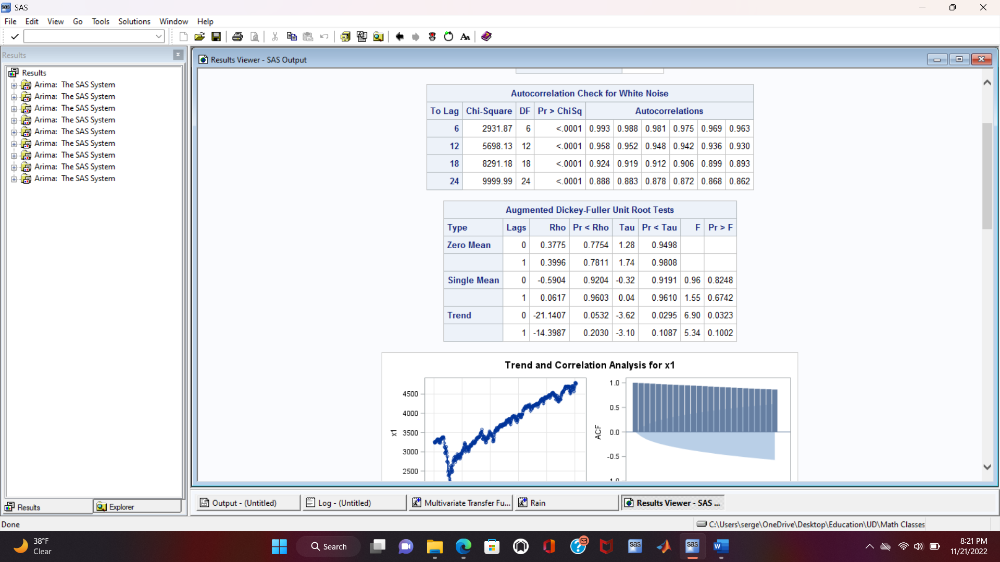 SAS
File Edit View Go Tools Solutions Window Help
Results
Results
Arima: The SAS System
Arima: The SAS System
Arima: The SAS System
Arima: The SAS System
Arima: The SAS System
Arima: The SAS System
Arima: The SAS System
Arima: The SAS System
Arima: The SAS System
Results Explorer
Results Viewer - SAS Output
Autocorrelation Check for White Noise
To Lag Chi-Square DF Pr > ChiSq Autocorrelations
6 2931.87 6 <.0001 0.993 0.988 0.981 0.975 0.969 0.963
12 5698.13 12 <.0001 0.958 0.952 0.948 0.942 0.936 0.930
18 8291.18 18 <.0001 0.924 0.919 0.912 0.906 0.899 0.893
24 9999.99 24 <.0001 0.888 0.883 0.878 0.872 0.868 0.862
Augmented Dickey-Fuller Unit Root Tests
Type Lags Rho Pr < Rho Tau Pr < Tau F Pr > F
Zero Mean 0 0.3775 0.7754 1.28 0.9498
1 0.3996 0.7811 1.74 0.9808
Single Mean 0 -0.5904 0.9204 -0.32 0.9191 0.96 0.8248
1 0.0617 0.9603 0.04 0.9610 1.55 0.6742
Trend 0 -21.1407 0.0532 -3.62 0.0295 6.90 0.0323
1 -14.3987 0.2030 -3.10 0.1087 5.34 0.1002
Trend and Correlation Analysis for x1
x1
4500
4000
3500
3000
2500
ACF
1.0
0.5
0.0
-0.5
Output - (Untitled) Log - (Untitled) Multivariate Transfer Fu... Rain Results Viewer - SAS ...
Done C:\Users\serge\OneDrive\Desktop\Education\UD\Math Classes
38°F
Clear
Search
sas
sas
8:21 PM
11/21/2022